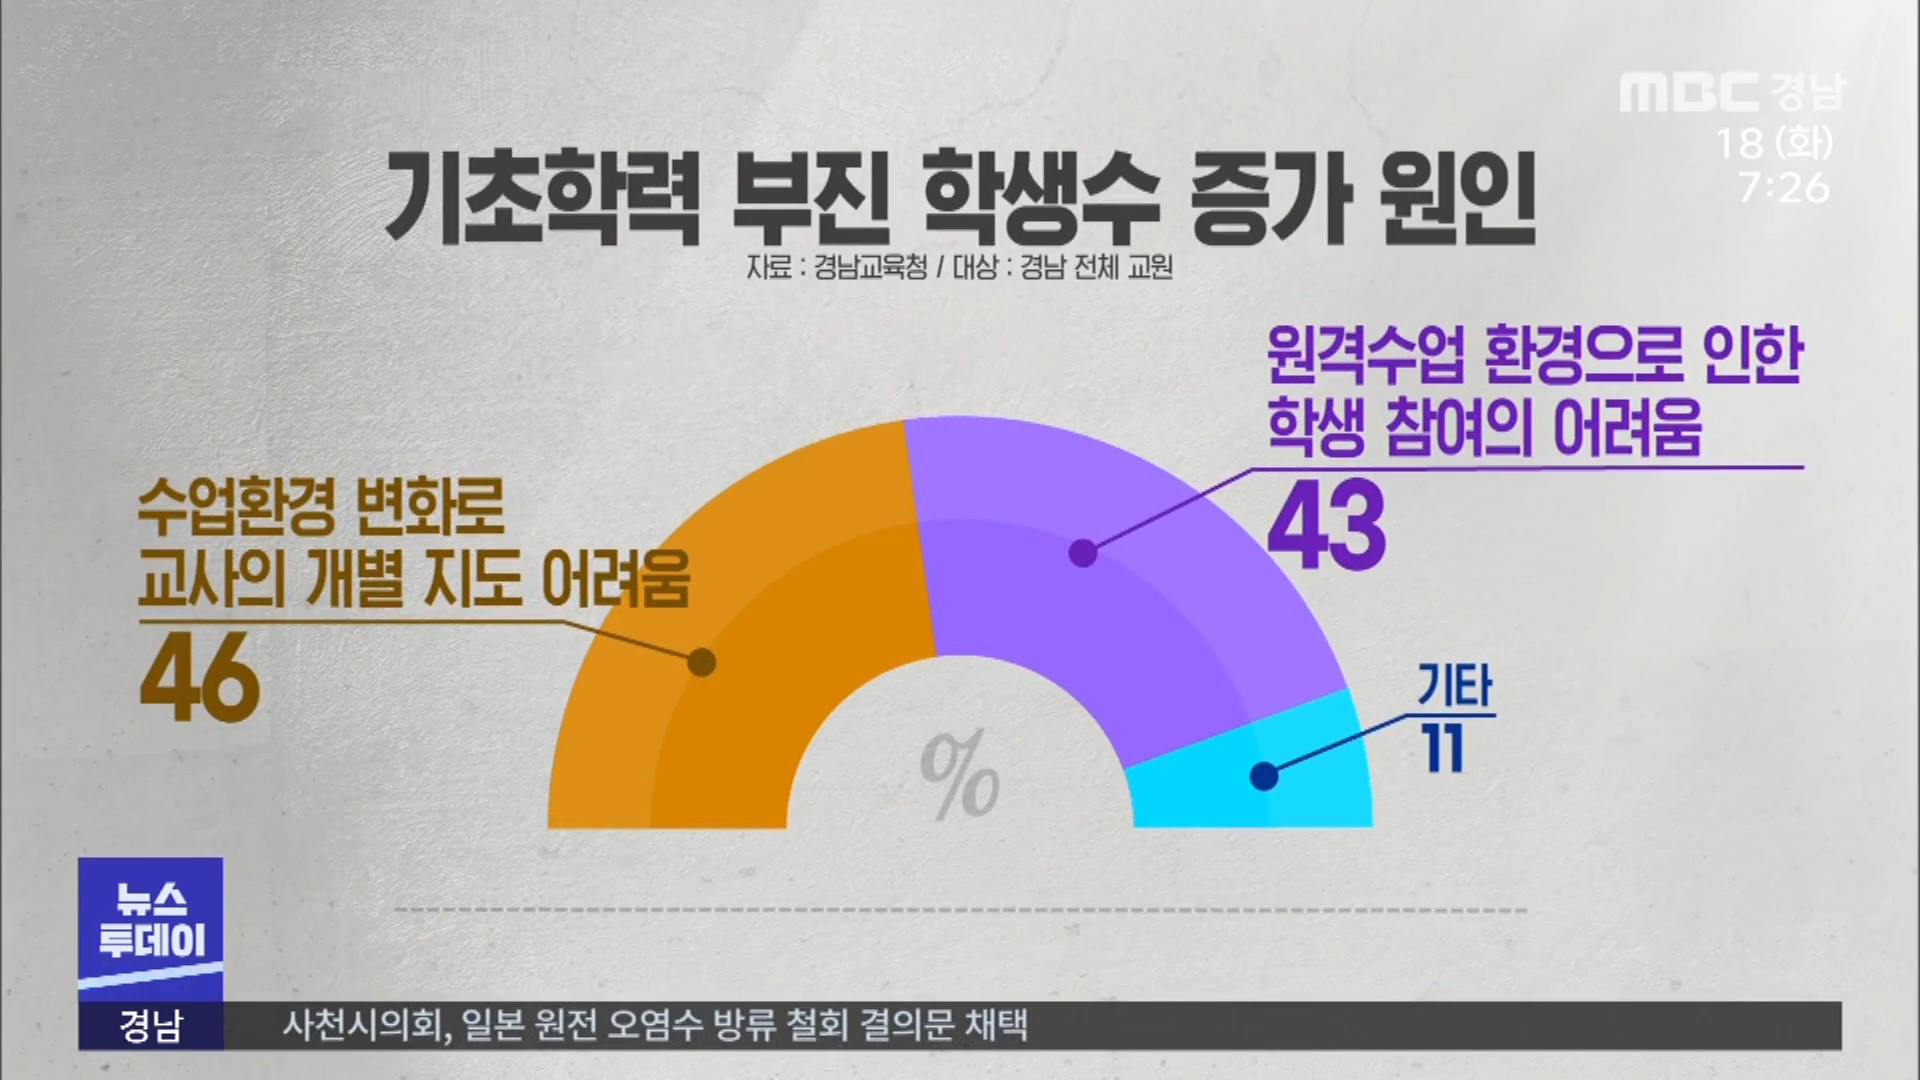 MBC 경남
18 (화)
7:26
기초학력 부진 학생수 증가 원인
자료 : 경남교육청 / 대상 : 경남 전체 교원
원격수업 환경으로 인한
학생 참여의 어려움
43
수업환경 변화로
교사의 개별 지도 어려움
46
기타
11
%
뉴스
투데이
경남
사천시의회, 일본 원전 오염수 방류 철회 결의문 채택